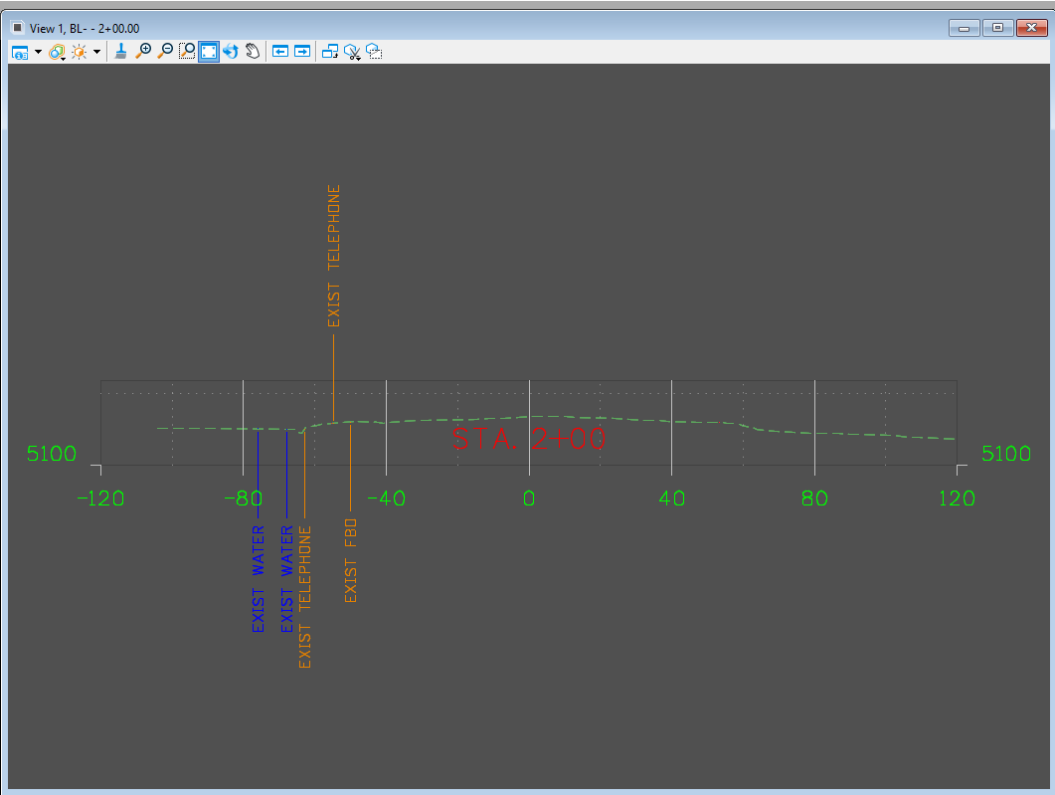 View 1, BL- - 2+00.00
EXIST TELEPHONE
STA. 2+00
5100
5100
-120
-80
-40
0
40
80
120
EXIST WATER
EXIST WATER
EXIST TELEPHONE
EXIST FBO